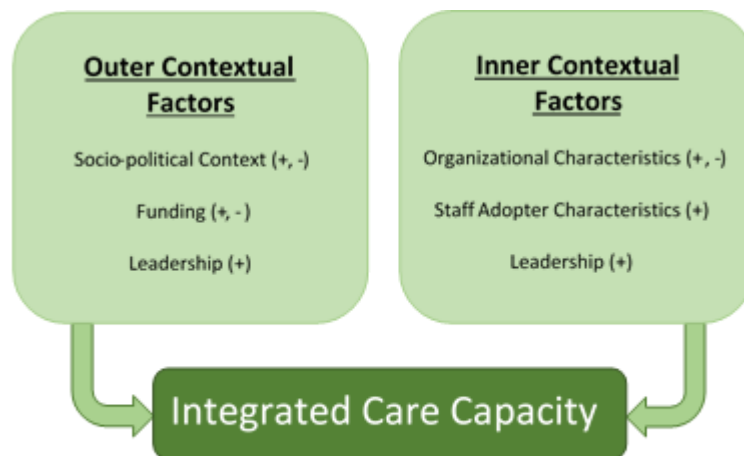 Outer Contextual
Factors
Socio-political Context (+, -)
Funding (+, -)
Leadership (+)
Inner Contextual
Factors
Organizational Characteristics (+, -)
Staff Adopter Characteristics (+)
Leadership (+)
Integrated Care Capacity